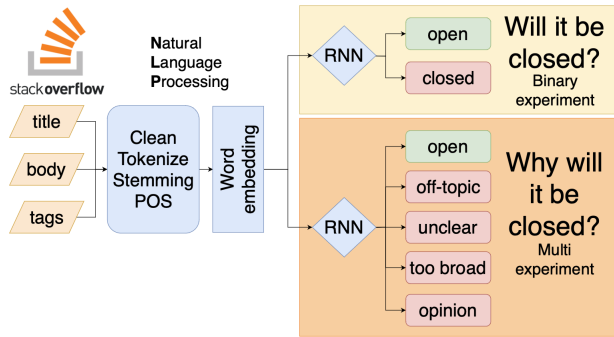 stackoverflow
Natural
Language
Processing
title
body
tags
Clean
Tokenize
Stemming
POS
Word
embedding
RNN
open
closed
Will it be
closed?
Binary
experiment
RNN
open
off-topic
unclear
too broad
opinion
Why will
it be
closed?
Multi
experiment